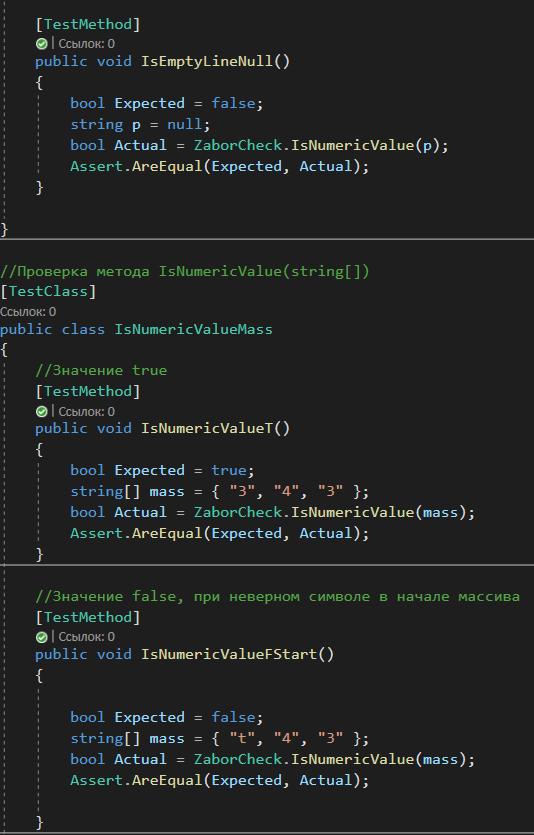 [TestMethod]
| Ссылок: 0
public void IsEmptyLineNull()
{
bool Expected = false;
string p = null;
bool Actual = ZaborCheck.IsNumericValue(p);
Assert.AreEqual(Expected, Actual);
}
}
//Проверка метода IsNumericValue(string[])
[TestClass]
Ссылок: 0
public class IsNumericValueMass
{
//Значение true
[TestMethod]
| Ссылок: 0
public void IsNumericValueT()
{
bool Expected = true;
string[] mass = { "3", "4", "3" };
bool Actual = ZaborCheck.IsNumericValue(mass);
Assert.AreEqual(Expected, Actual);
}
//Значение false, при неверном символе в начале массива
[TestMethod]
| Ссылок: 0
public void IsNumericValueFStart()
{
bool Expected = false;
string[] mass = { "t", "4", "3" };
bool Actual = ZaborCheck.IsNumericValue(mass);
Assert.AreEqual(Expected, Actual);
}